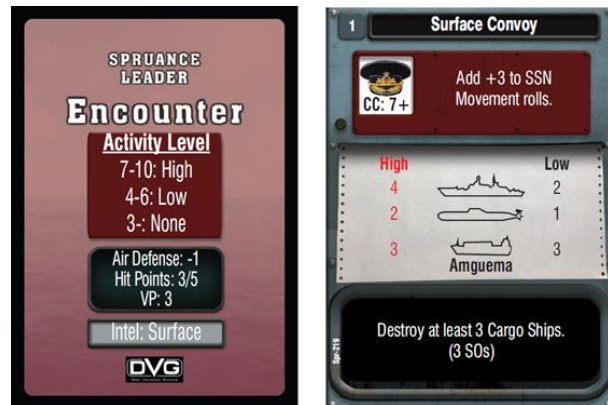 SPRUANCE
LEADER
Encounter
Activity Level
7-10: High
4-6: Low
3-: None
Air Defense: -1
Hit Points: 3/5
VP: 3
Intel: Surface
DVG
1 Surface Convoy
CC: 7+
Add +3 to SSN
Movement rolls.
High Low
4 2
2 1
3 3
Amguema
Destroy at least 3 Cargo Ships.
(3 SOs)
Spr-219